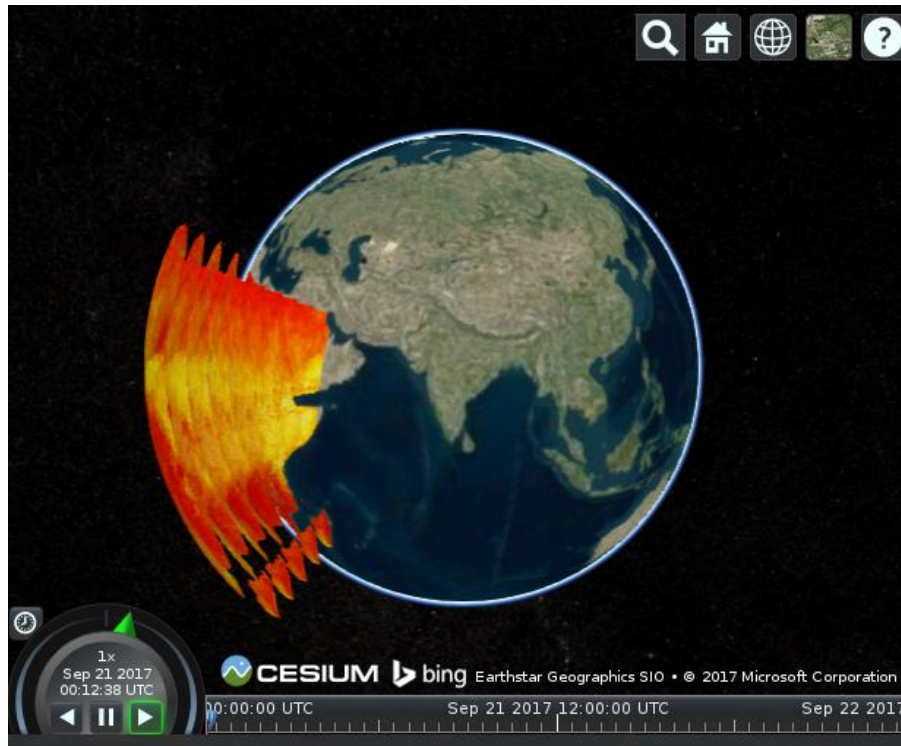 ?
1x
Sep 21 2017
00:12:38 UTC
CESIUM bing Earthstar Geographics SIO • © 2017 Microsoft Corporation
00:00:00 UTC Sep 21 2017 12:00:00 UTC Sep 22 2017